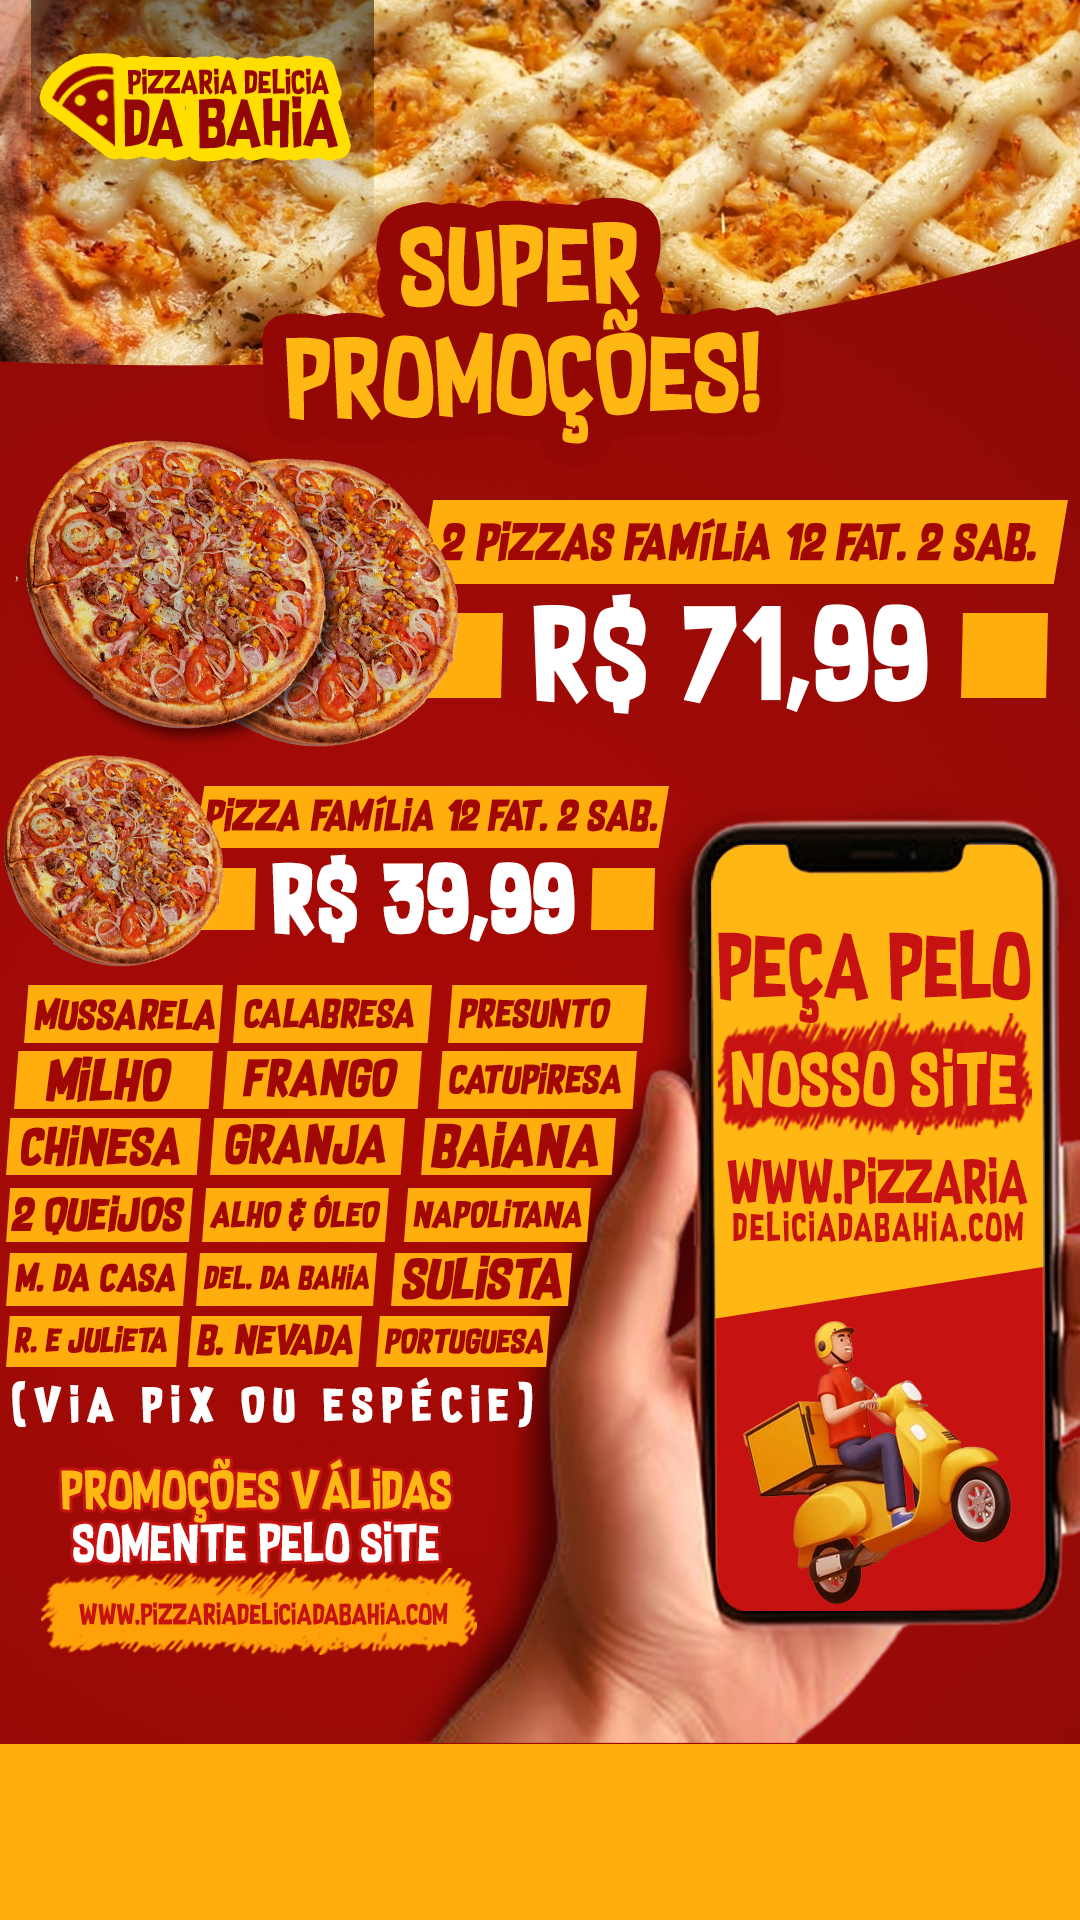 PIZZARIA DELICIA
DA BAHIA
SUPER
PROMOÇÕES!
2 PIZZAS FAMÍLIA 12 FAT. 2 SAB.
R$ 71,99
PIZZA FAMÍLIA 12 FAT. 2 SAB.
R$ 39,99
MUSSARELA CALABRESA PRESUNTO
MILHO FRANGO CATUPIRESA
CHINESA GRANJA BAIANA
2 QUEIJOS ALHO & ÓLEO NAPOLITANA
M. DA CASA DEL. DA BAHIA SULISTA
R. E JULIETA B. NEVADA PORTUGUESA
(VIA PIX OU ESPÉCIE)
PROMOÇÕES VÁLIDAS
SOMENTE PELO SITE
WWW.PIZZARIADELICIADABAHIA.COM
PEÇA PELO
NOSSO SITE
WWW.PIZZARIA
DELICIADABAHIA.COM